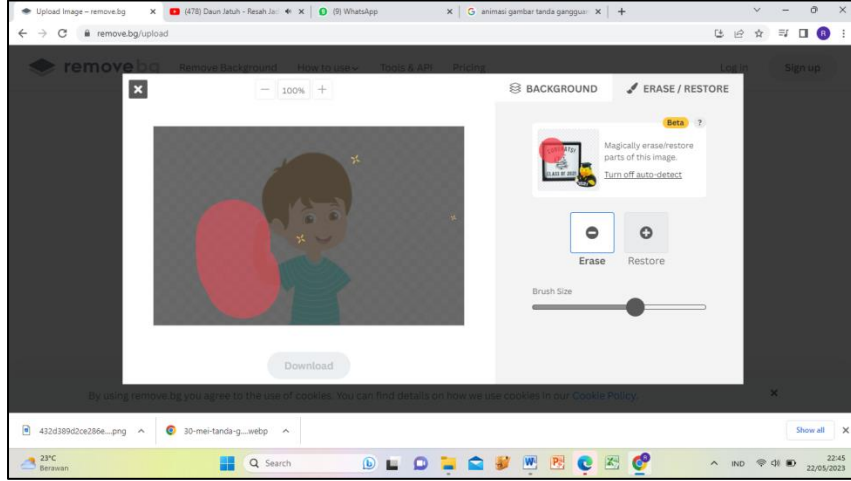 Upload Image – remove.bg
(478) Daun Jatuh - Resah Jad
(9) WhatsApp
animasi gambar tanda gangguan
remove.bg/upload
removebg Remove Background How to use Tools & API Pricing Log in Sign up
100%
BACKGROUND
ERASE / RESTORE
Beta ?
Magically erase/restore
parts of this image.
Turn off auto-detect
Erase
Restore
Brush Size
Download
By using remove.bg you agree to the use of cookies. You can find details on how we use cookies in our Cookie Policy.
432d389d2ce286e....png
30-mei-tanda-g....webp
Show all
23°C
Berawan
Search
IND
22:45
22/05/2023